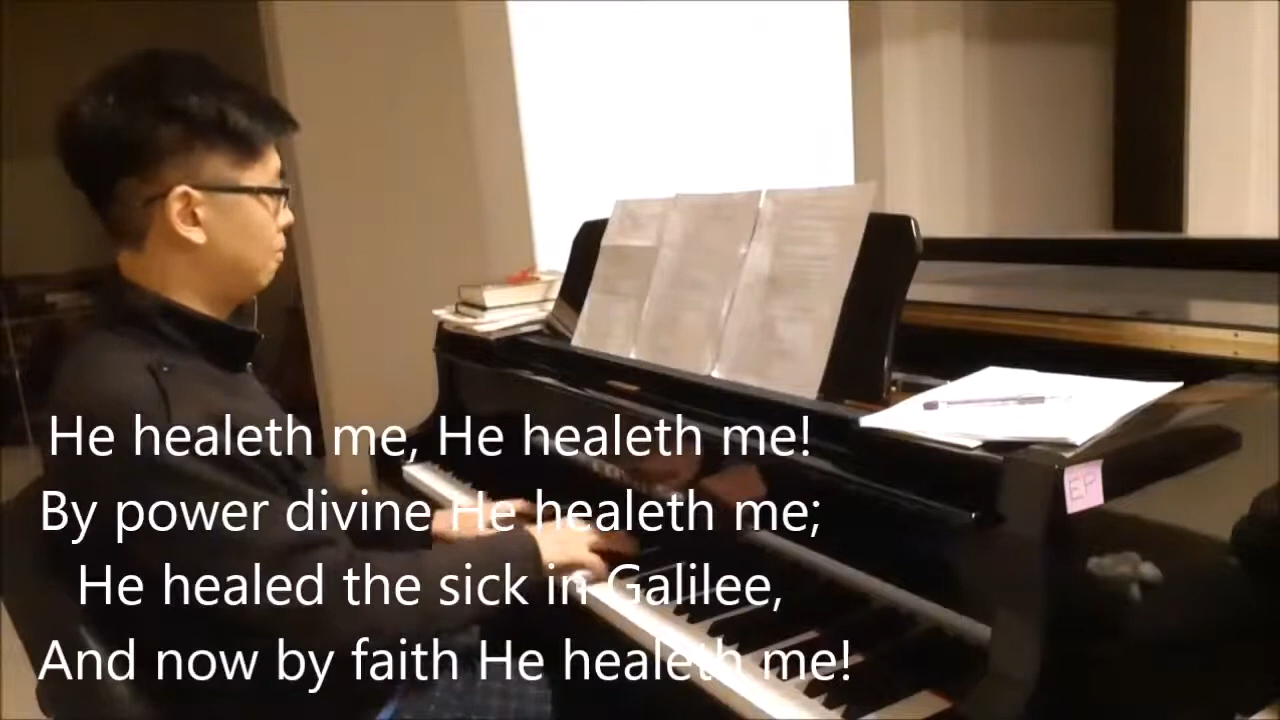 He healeth me, He healeth me!
By power divine He healeth me;
He healed the sick in Galilee,
And now by faith He healeth me!
EP